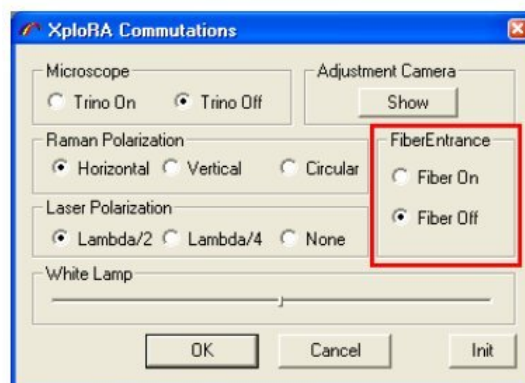 XploRA Commutations
Microscope
Trino On Trino Off
Adjustment Camera
Show
Raman Polarization
Horizontal Vertical Circular
FiberEntrance
Fiber On
Fiber Off
Laser Polarization
Lambda/2 Lambda/4 None
White Lamp
OK Cancel Init